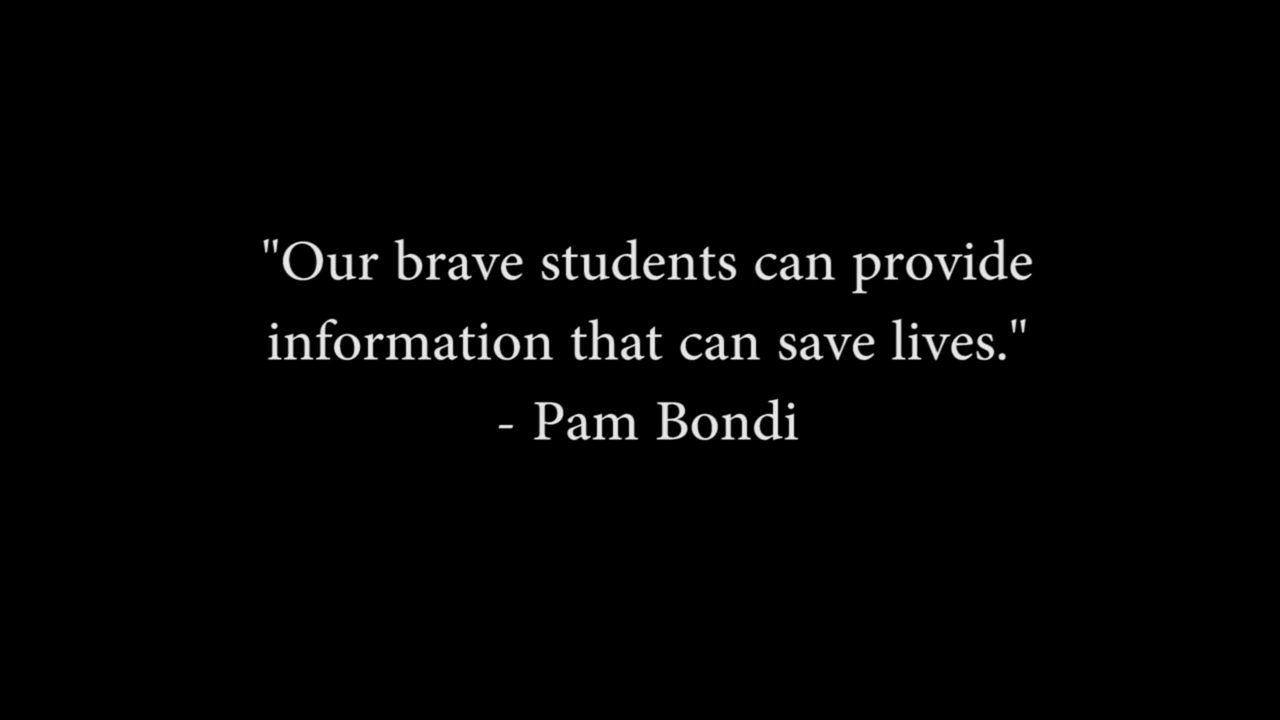 "Our brave students can provide
information that can save lives."
- Pam Bondi